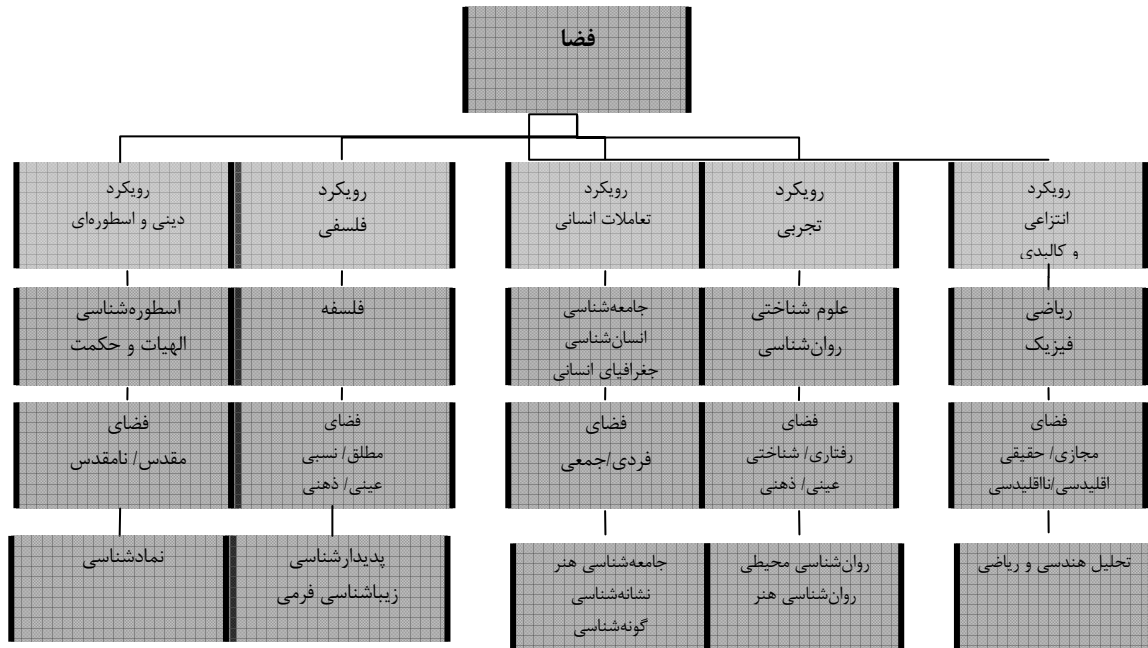 فضا
رویکرد
انتزاعی
و کالبدی
رویکرد
تجربی
رویکرد
تعاملات انسانی
رویکرد
فلسفی
رویکرد
دینی و اسطوره‌ای
ریاضی
فیزیک
علوم شناختی
روان‌شناسی
جامعه‌شناسی
انسان‌شناسی
جغرافیای انسانی
فلسفه
اسطوره‌شناسی
الهیات و حکمت
فضای
مجازی/ حقیقی
اقلیدسی/نااقلیدسی
فضای
رفتاری/ شناختی
عینی/ ذهنی
فضای
فردی/جمعی
فضای
مطلق/ نسبی
عینی/ ذهنی
فضای
مقدس/ نامقدس
تحلیل هندسی و ریاضی
روان‌شناسی محیطی
روان‌شناسی هنر
جامعه‌شناسی هنر
نشانه‌شناسی
گونه‌شناسی
پدیدارشناسی
زیباشناسی فرمی
نمادشناسی